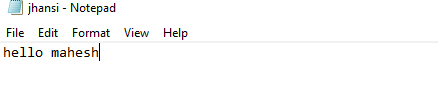 jhansi - Notepad
File Edit Format View Help
hello mahesh